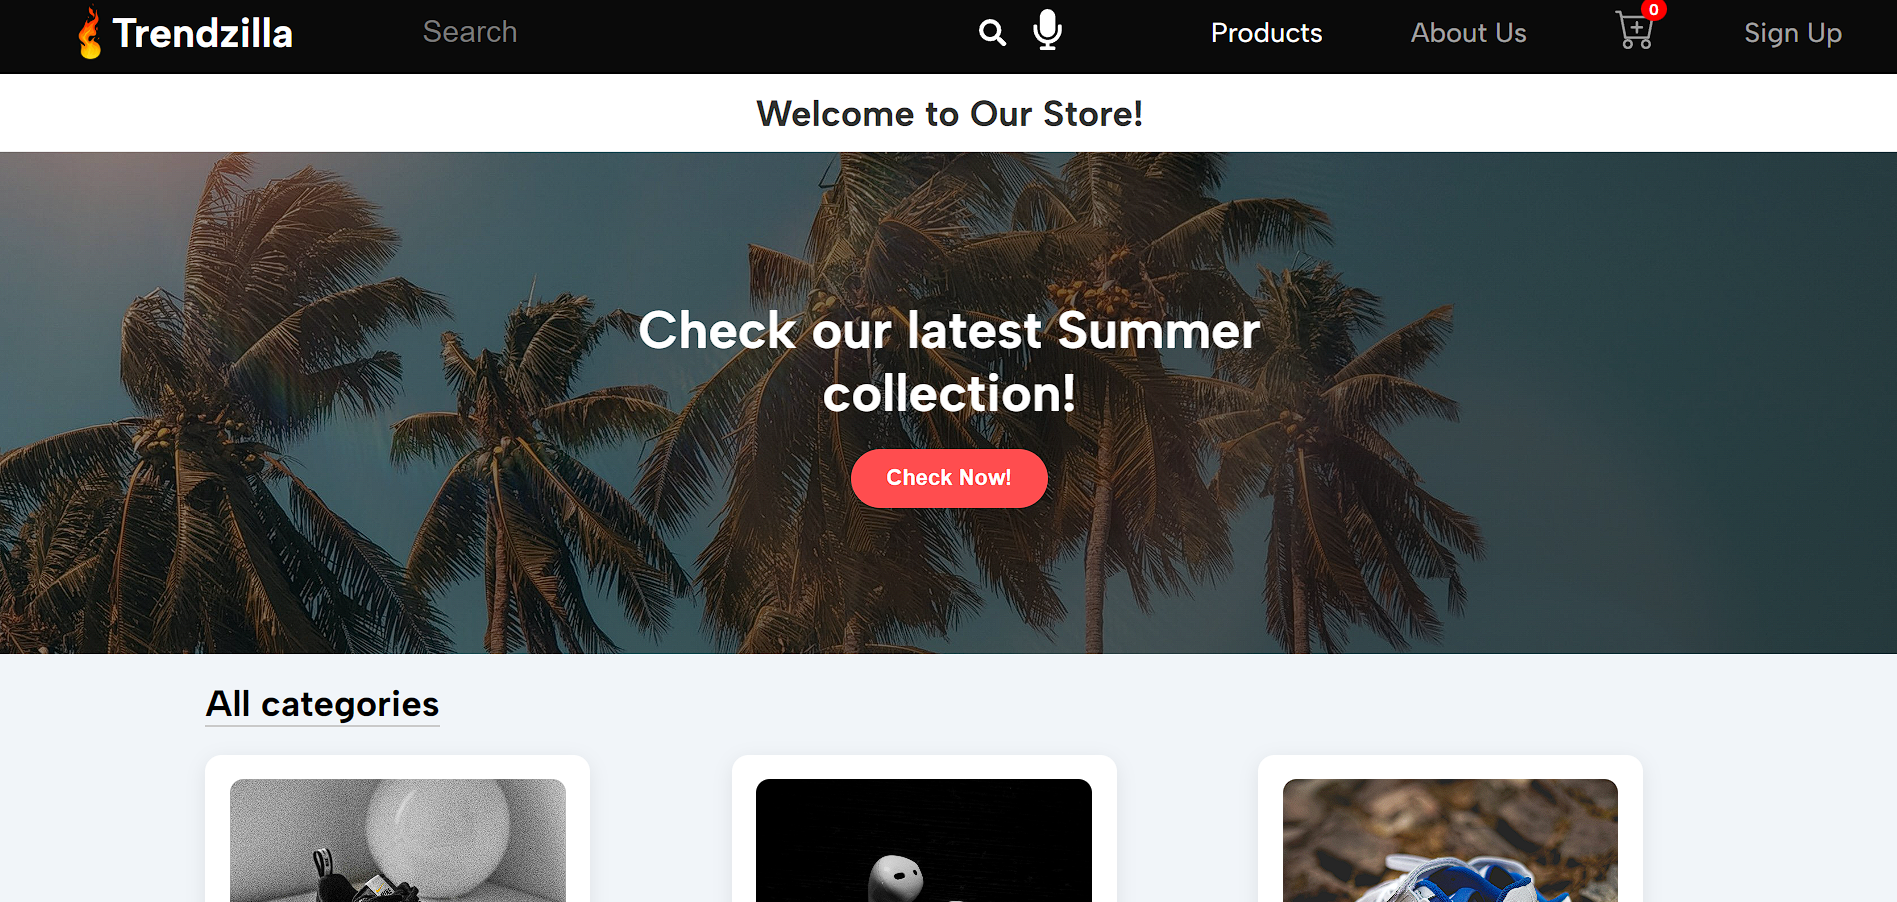 Trendzilla
Search
Products
About Us
0
Sign Up
Welcome to Our Store!
Check our latest Summer
collection!
Check Now!
All categories